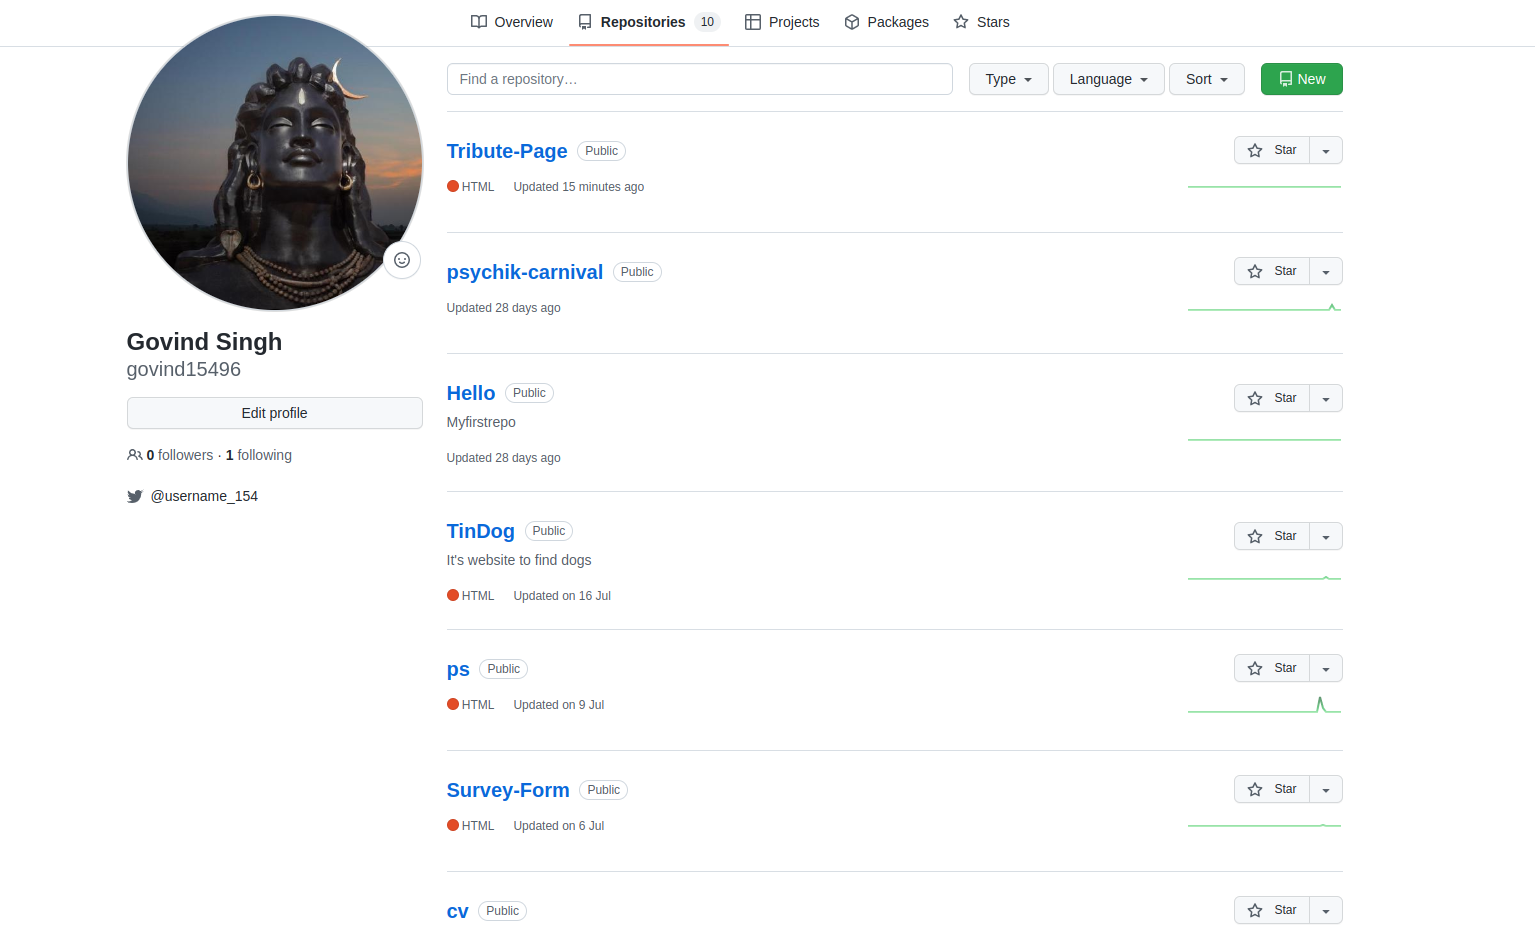 Overview Repositories 10 Projects Packages Stars
Find a repository… Type Language Sort New
Govind Singh
govind15496
Edit profile
0 followers · 1 following
@username_154
Tribute-Page Public Star
HTML Updated 15 minutes ago
psychik-carnival Public Star
Updated 28 days ago
Hello Public Star
Myfirstrepo
Updated 28 days ago
TinDog Public Star
It's website to find dogs
HTML Updated on 16 Jul
ps Public Star
HTML Updated on 9 Jul
Survey-Form Public Star
HTML Updated on 6 Jul
cv Public Star